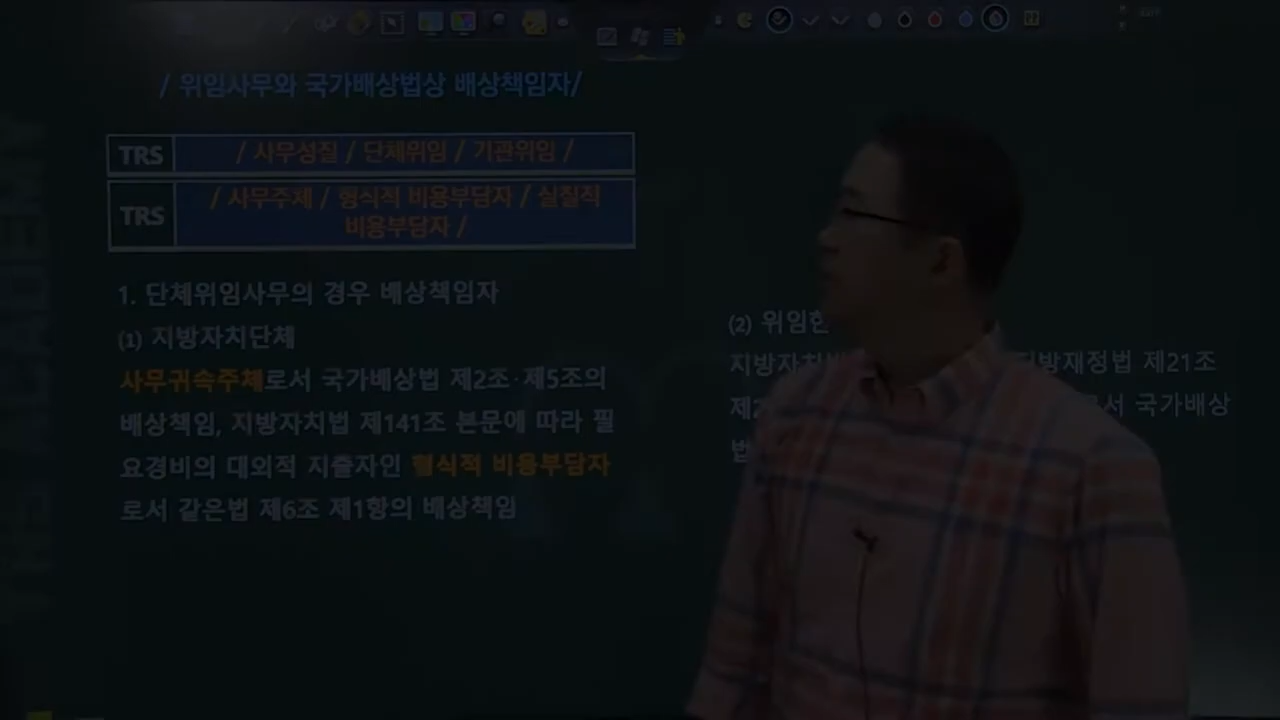 / 위임사무와 국가배상법상 배상책임자/
TRS
/ 사무성질 / 단체위임 / 기관위임 /
TRS
/ 사무주체 / 형식적 비용부담자 / 실질적
비용부담자 /
1. 단체위임사무의 경우 배상책임자
(1) 지방자치단체
사무귀속주체로서 국가배상법 제2조·제5조의
배상책임, 지방자치법 제141조 본문에 따라 필
요경비의 대외적 지출자인 형식적 비용부담자
로서 같은법 제6조 제1항의 배상책임
(2) 위임한
지방재정법 제21조
서 국가배상
법